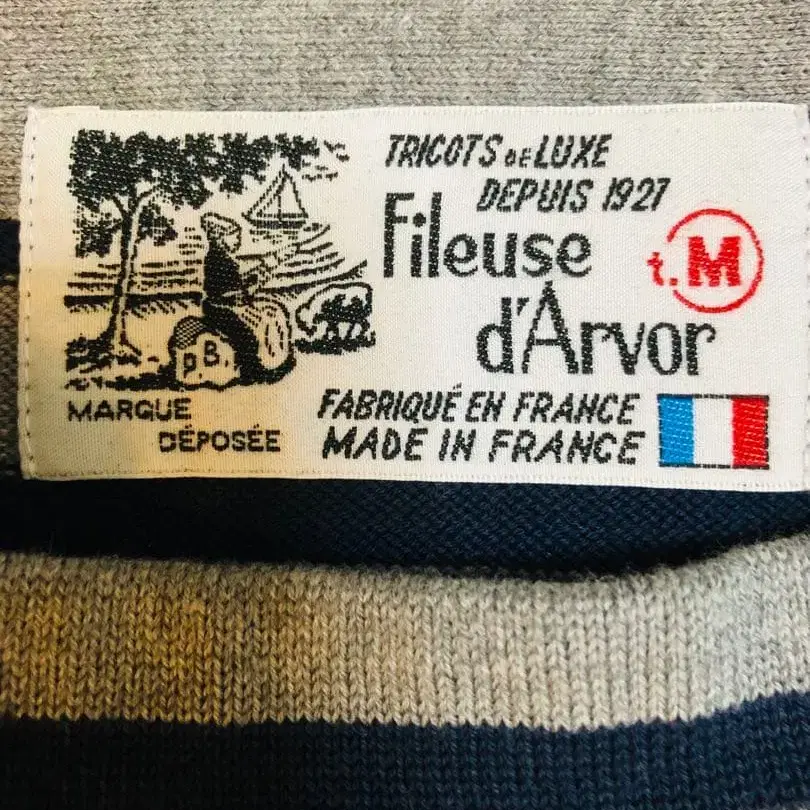 TRICOTS DE LUXE
DEPUIS 1927
Fileuse
d'Arvor
t.M
p.B.
MARQUE
DÉPOSÉE
FABRIQUÉ EN FRANCE
MADE IN FRANCE